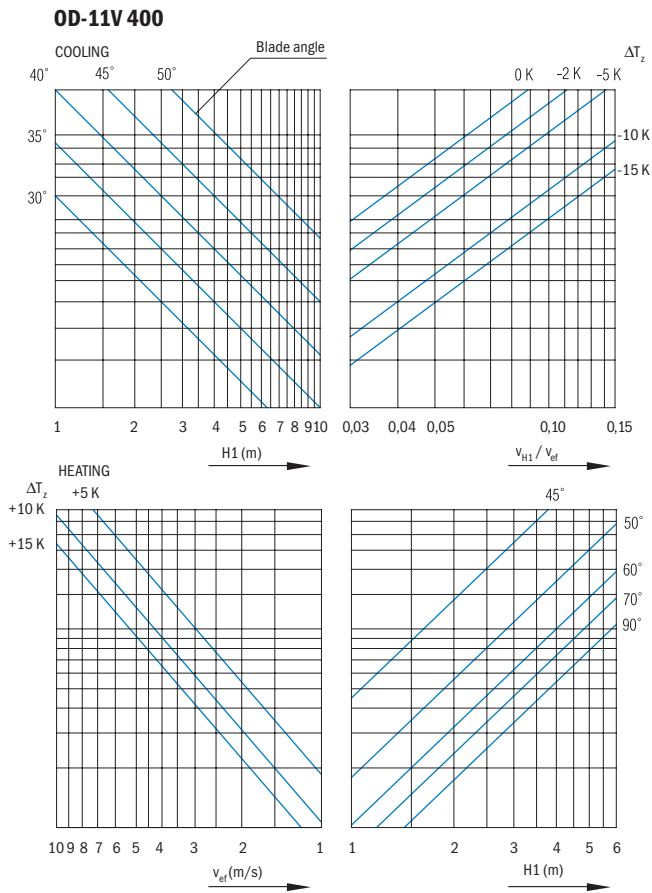 OD-11V 400
COOLING
Blade angle
40° 45° 50°
35°
30°
1 2 3 4 5 6 7 8 9 10
H1 (m)
ΔTz
0 K -2 K -5 K
-10 K
-15 K
0,03 0,04 0,05 0,10 0,15
vH1 / vef
HEATING
ΔTz
+10 K +5 K
+15 K
10 9 8 7 6 5 4 3 2 1
vef (m/s)
45°
50°
60°
70°
90°
1 2 3 4 5 6
H1 (m)